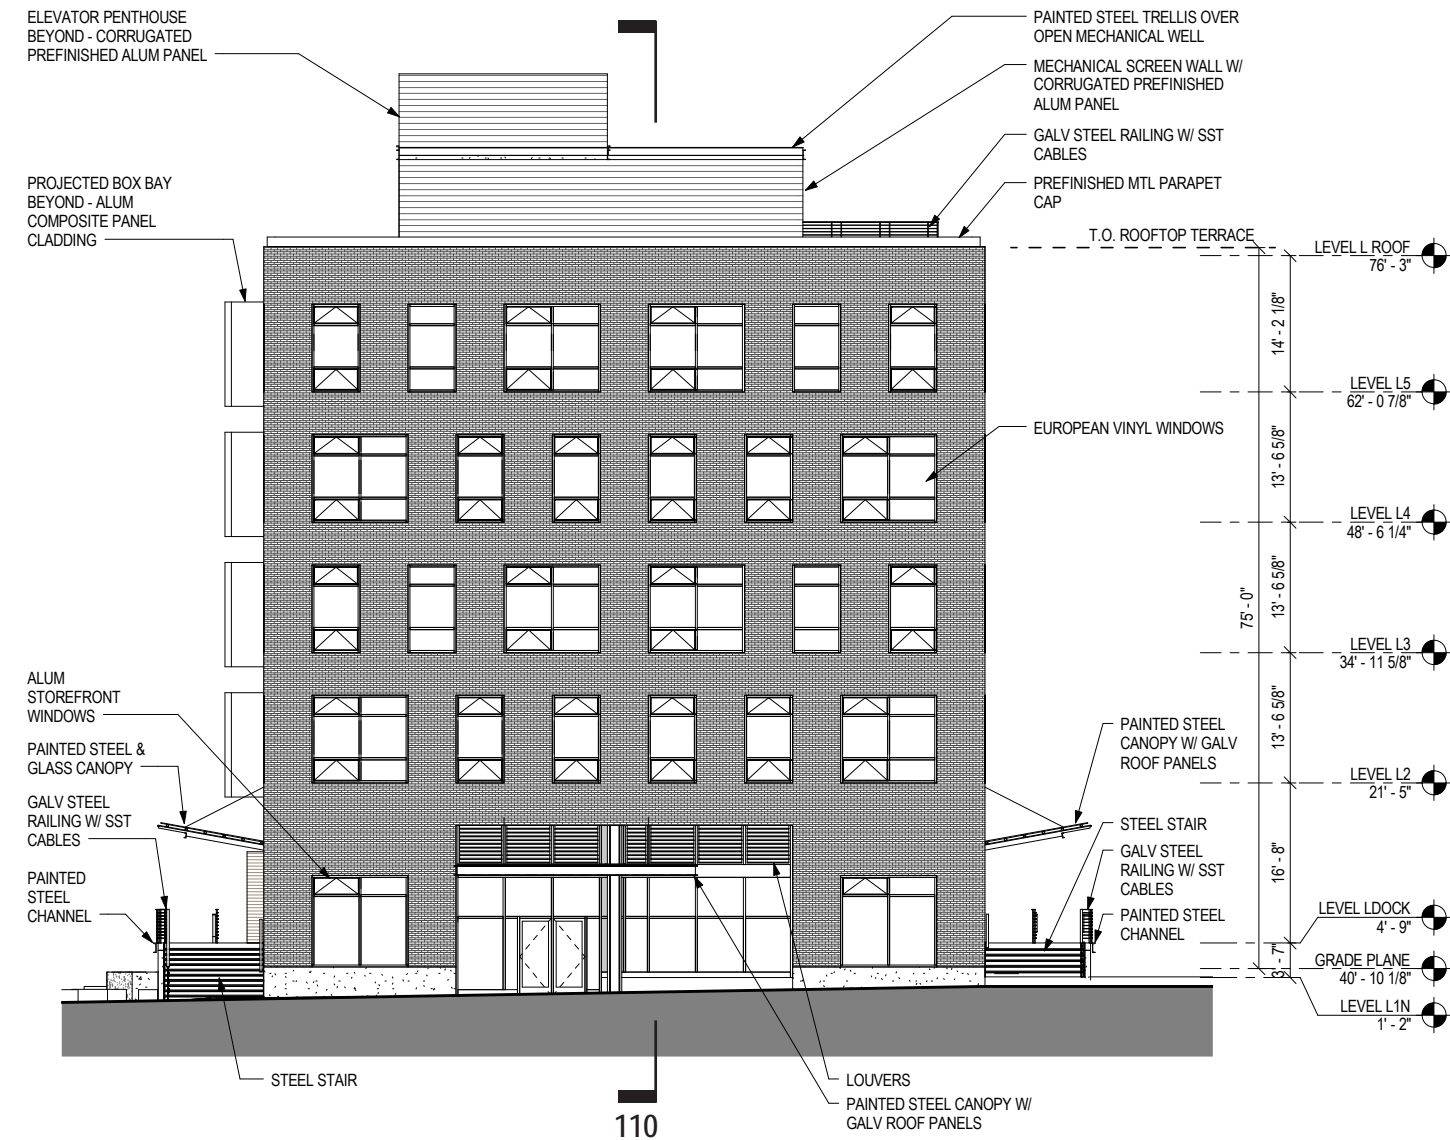 ELEVATOR PENTHOUSE
BEYOND - CORRUGATED
PREFINISHED ALUM PANEL
PROJECTED BOX BAY
BEYOND - ALUM
COMPOSITE PANEL
CLADDING
ALUM
STOREFRONT
WINDOWS
PAINTED STEEL &
GLASS CANOPY
GALV STEEL
RAILING W/ SST
CABLES
PAINTED
STEEL
CHANNEL
STEEL STAIR
110
LOUVERS
PAINTED STEEL CANOPY W/
GALV ROOF PANELS
PAINTED STEEL TRELLIS OVER
OPEN MECHANICAL WELL
MECHANICAL SCREEN WALL W/
CORRUGATED PREFINISHED
ALUM PANEL
GALV STEEL RAILING W/ SST
CABLES
PREFINISHED MTL PARAPET
CAP
T.O. ROOFTOP TERRACE
EUROPEAN VINYL WINDOWS
PAINTED STEEL
CANOPY W/ GALV
ROOF PANELS
STEEL STAIR
GALV STEEL
RAILING W/ SST
CABLES
PAINTED STEEL
CHANNEL
75' - 0"
14' - 2 1/8"
13' - 6 5/8"
13' - 6 5/8"
13' - 6 5/8"
16' - 8"
3' - 7"
LEVEL L ROOF
76' - 3"
LEVEL L5
62' - 0 7/8"
LEVEL L4
48' - 6 1/4"
LEVEL L3
34' - 11 5/8"
LEVEL L2
21' - 5"
LEVEL LDOCK
4' - 9"
GRADE PLANE
40' - 10 1/8"
LEVEL L1N
1' - 2"